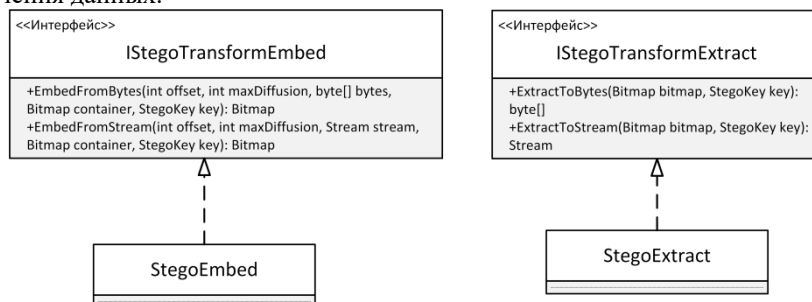 данных.
<<Интерфейс>>
IStegoTransformEmbed
+EmbedFromBytes(int offset, int maxDiffusion, byte[] bytes,
Bitmap container, StegoKey key): Bitmap
+EmbedFromStream(int offset, int maxDiffusion, Stream stream,
Bitmap container, StegoKey key): Bitmap
StegoEmbed
<<Интерфейс>>
IStegoTransformExtract
+ExtractToBytes(Bitmap bitmap, StegoKey key):
byte[]
+ExtractToStream(Bitmap bitmap, StegoKey key):
Stream
StegoExtract